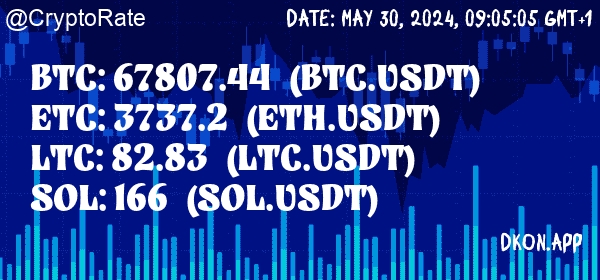 @CryptoRate
DATE: MAY 30, 2024, 09:05:05 GMT+1
BTC: 67807.44 (BTC.USDT)
ETC: 3737.2 (ETH.USDT)
LTC: 82.83 (LTC.USDT)
SOL: 166 (SOL.USDT)
DKON.APP